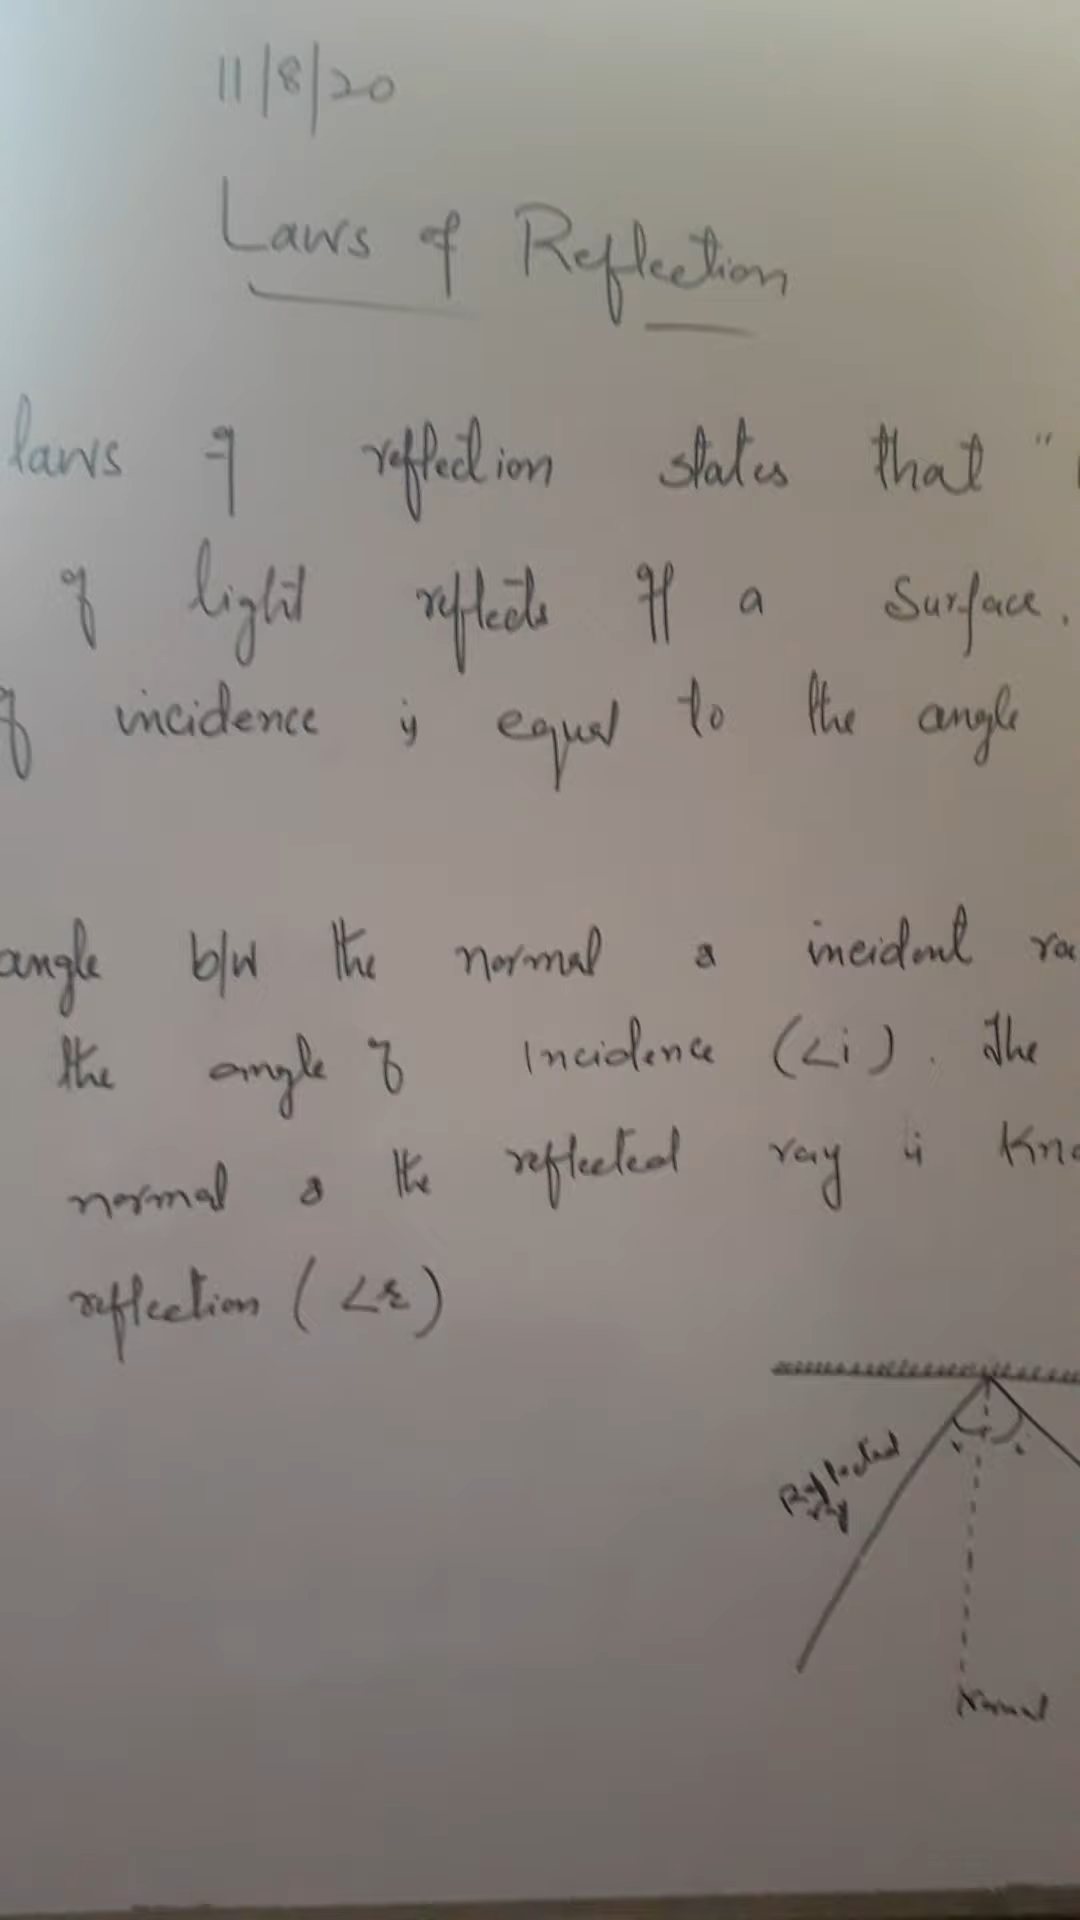 11/8/20
Laws of Reflection
laws of reflection states that "
of light reflects off a Surface.
of incidence is equal to the angle
angle b/w the normal & incident ra
the angle of Incidence (∠i). The
normal & the reflected ray is Kno
reflection (∠r)
Reflected
ray
Normal